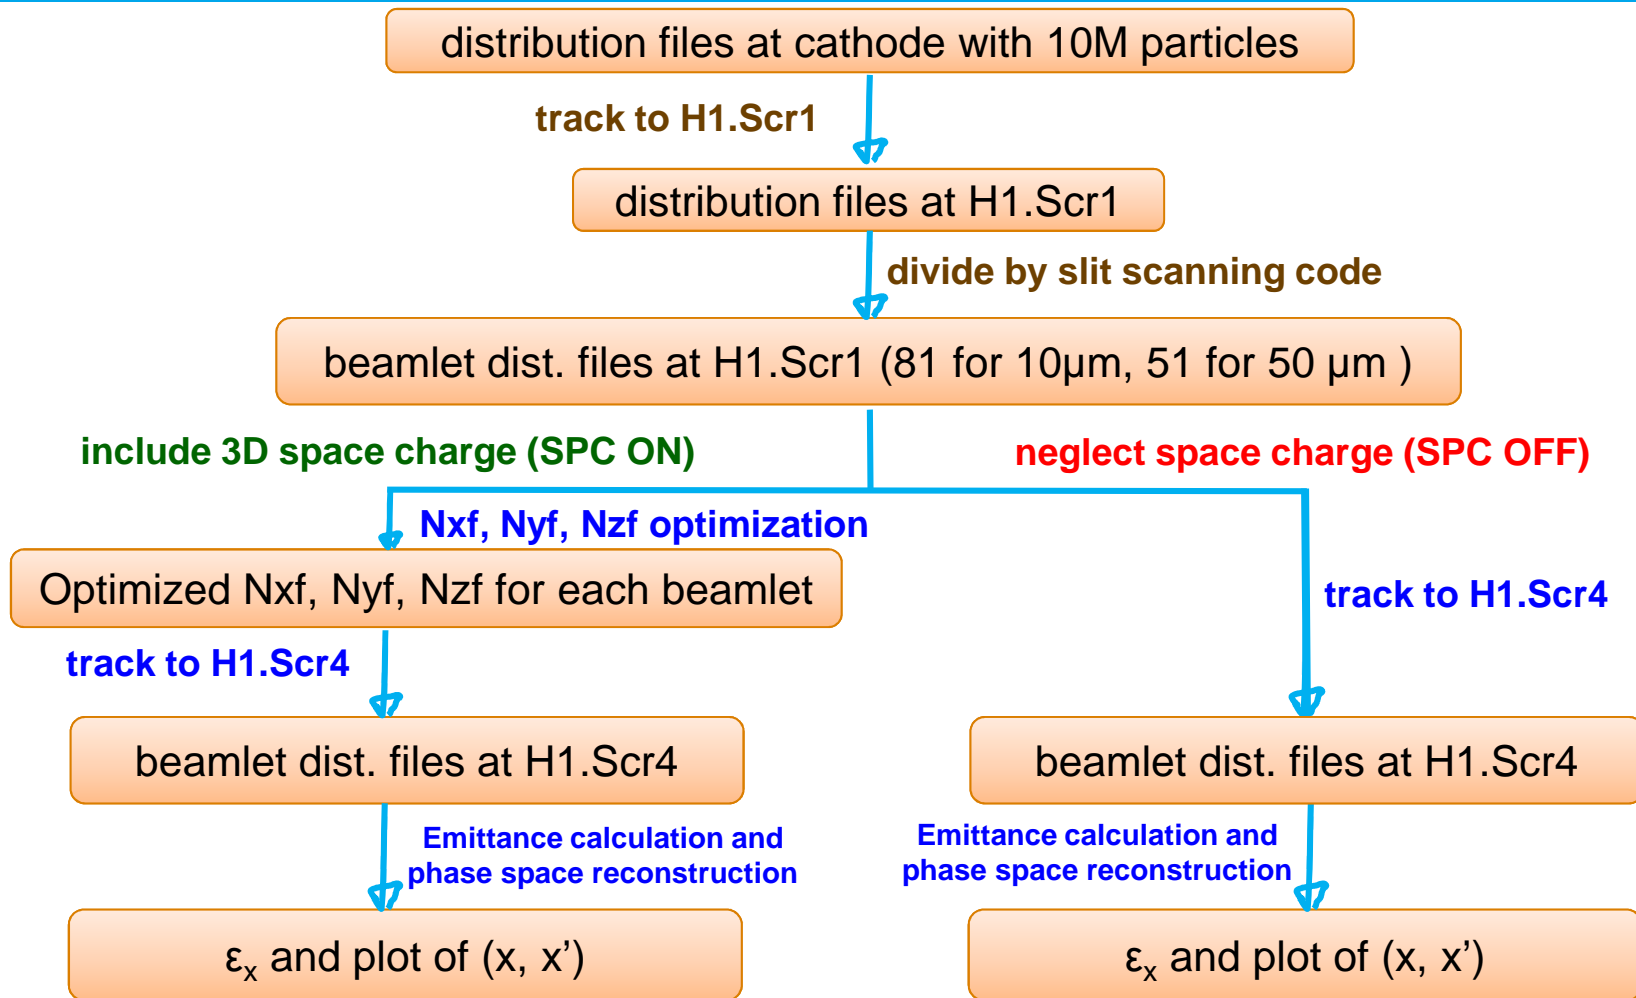 distribution files at cathode with 10M particles
track to H1.Scr1
distribution files at H1.Scr1
divide by slit scanning code
beamlet dist. files at H1.Scr1 (81 for 10μm, 51 for 50 μm )
include 3D space charge (SPC ON)
neglect space charge (SPC OFF)
Nxf, Nyf, Nzf optimization
Optimized Nxf, Nyf, Nzf for each beamlet
track to H1.Scr4
track to H1.Scr4
beamlet dist. files at H1.Scr4
beamlet dist. files at H1.Scr4
Emittance calculation and
phase space reconstruction
Emittance calculation and
phase space reconstruction
εx and plot of (x, x’)
εx and plot of (x, x’)